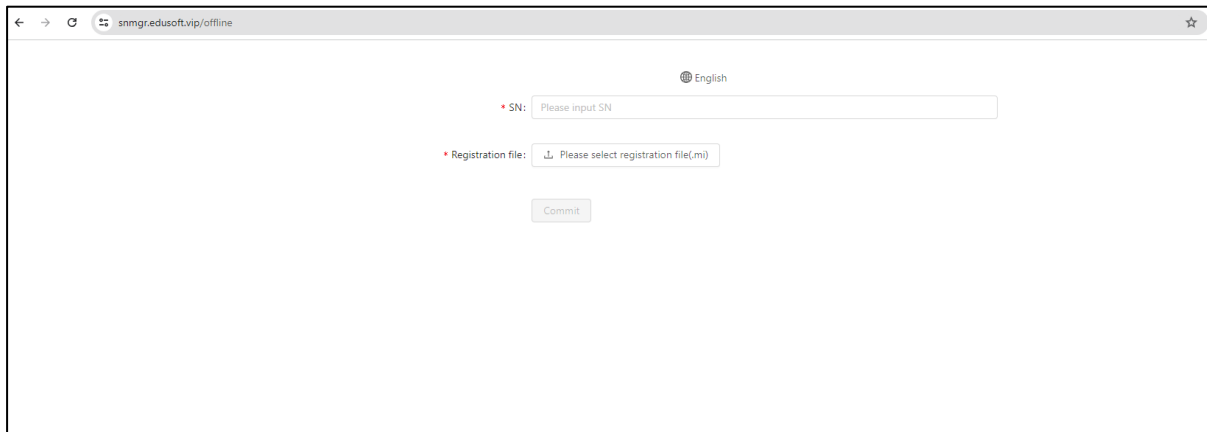 snmgr.edusoft.vip/offline
English
* SN: Please input SN
* Registration file: Please select registration file(.mi)
Commit